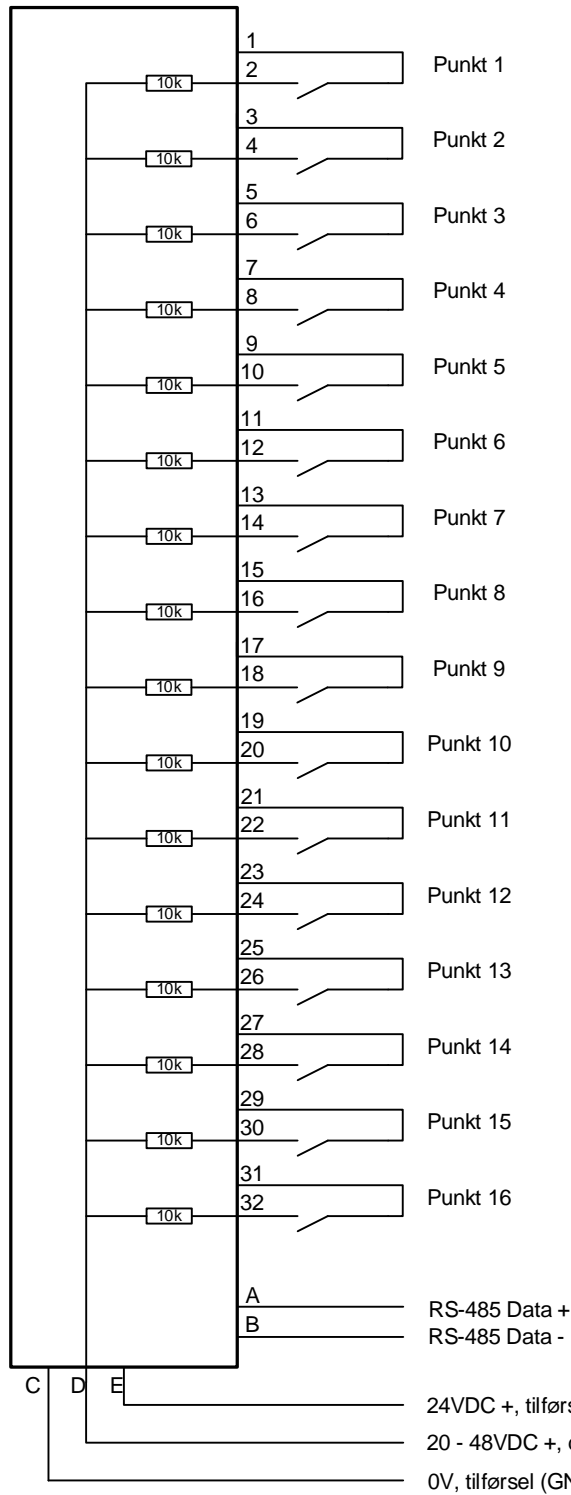 1
Punkt 1
10k 2
3
Punkt 2
10k 4
5
Punkt 3
10k 6
7
Punkt 4
10k 8
9
Punkt 5
10k 10
11
Punkt 6
10k 12
13
Punkt 7
10k 14
15
Punkt 8
10k 16
17
Punkt 9
10k 18
19
Punkt 10
10k 20
21
Punkt 11
10k 22
23
Punkt 12
10k 24
25
Punkt 13
10k 26
27
Punkt 14
10k 28
29
Punkt 15
10k 30
31
Punkt 16
10k 32
A RS-485 Data +
B RS-485 Data -
C D E
24VDC +,
20 - 48VDC +,
0V, tilførsel